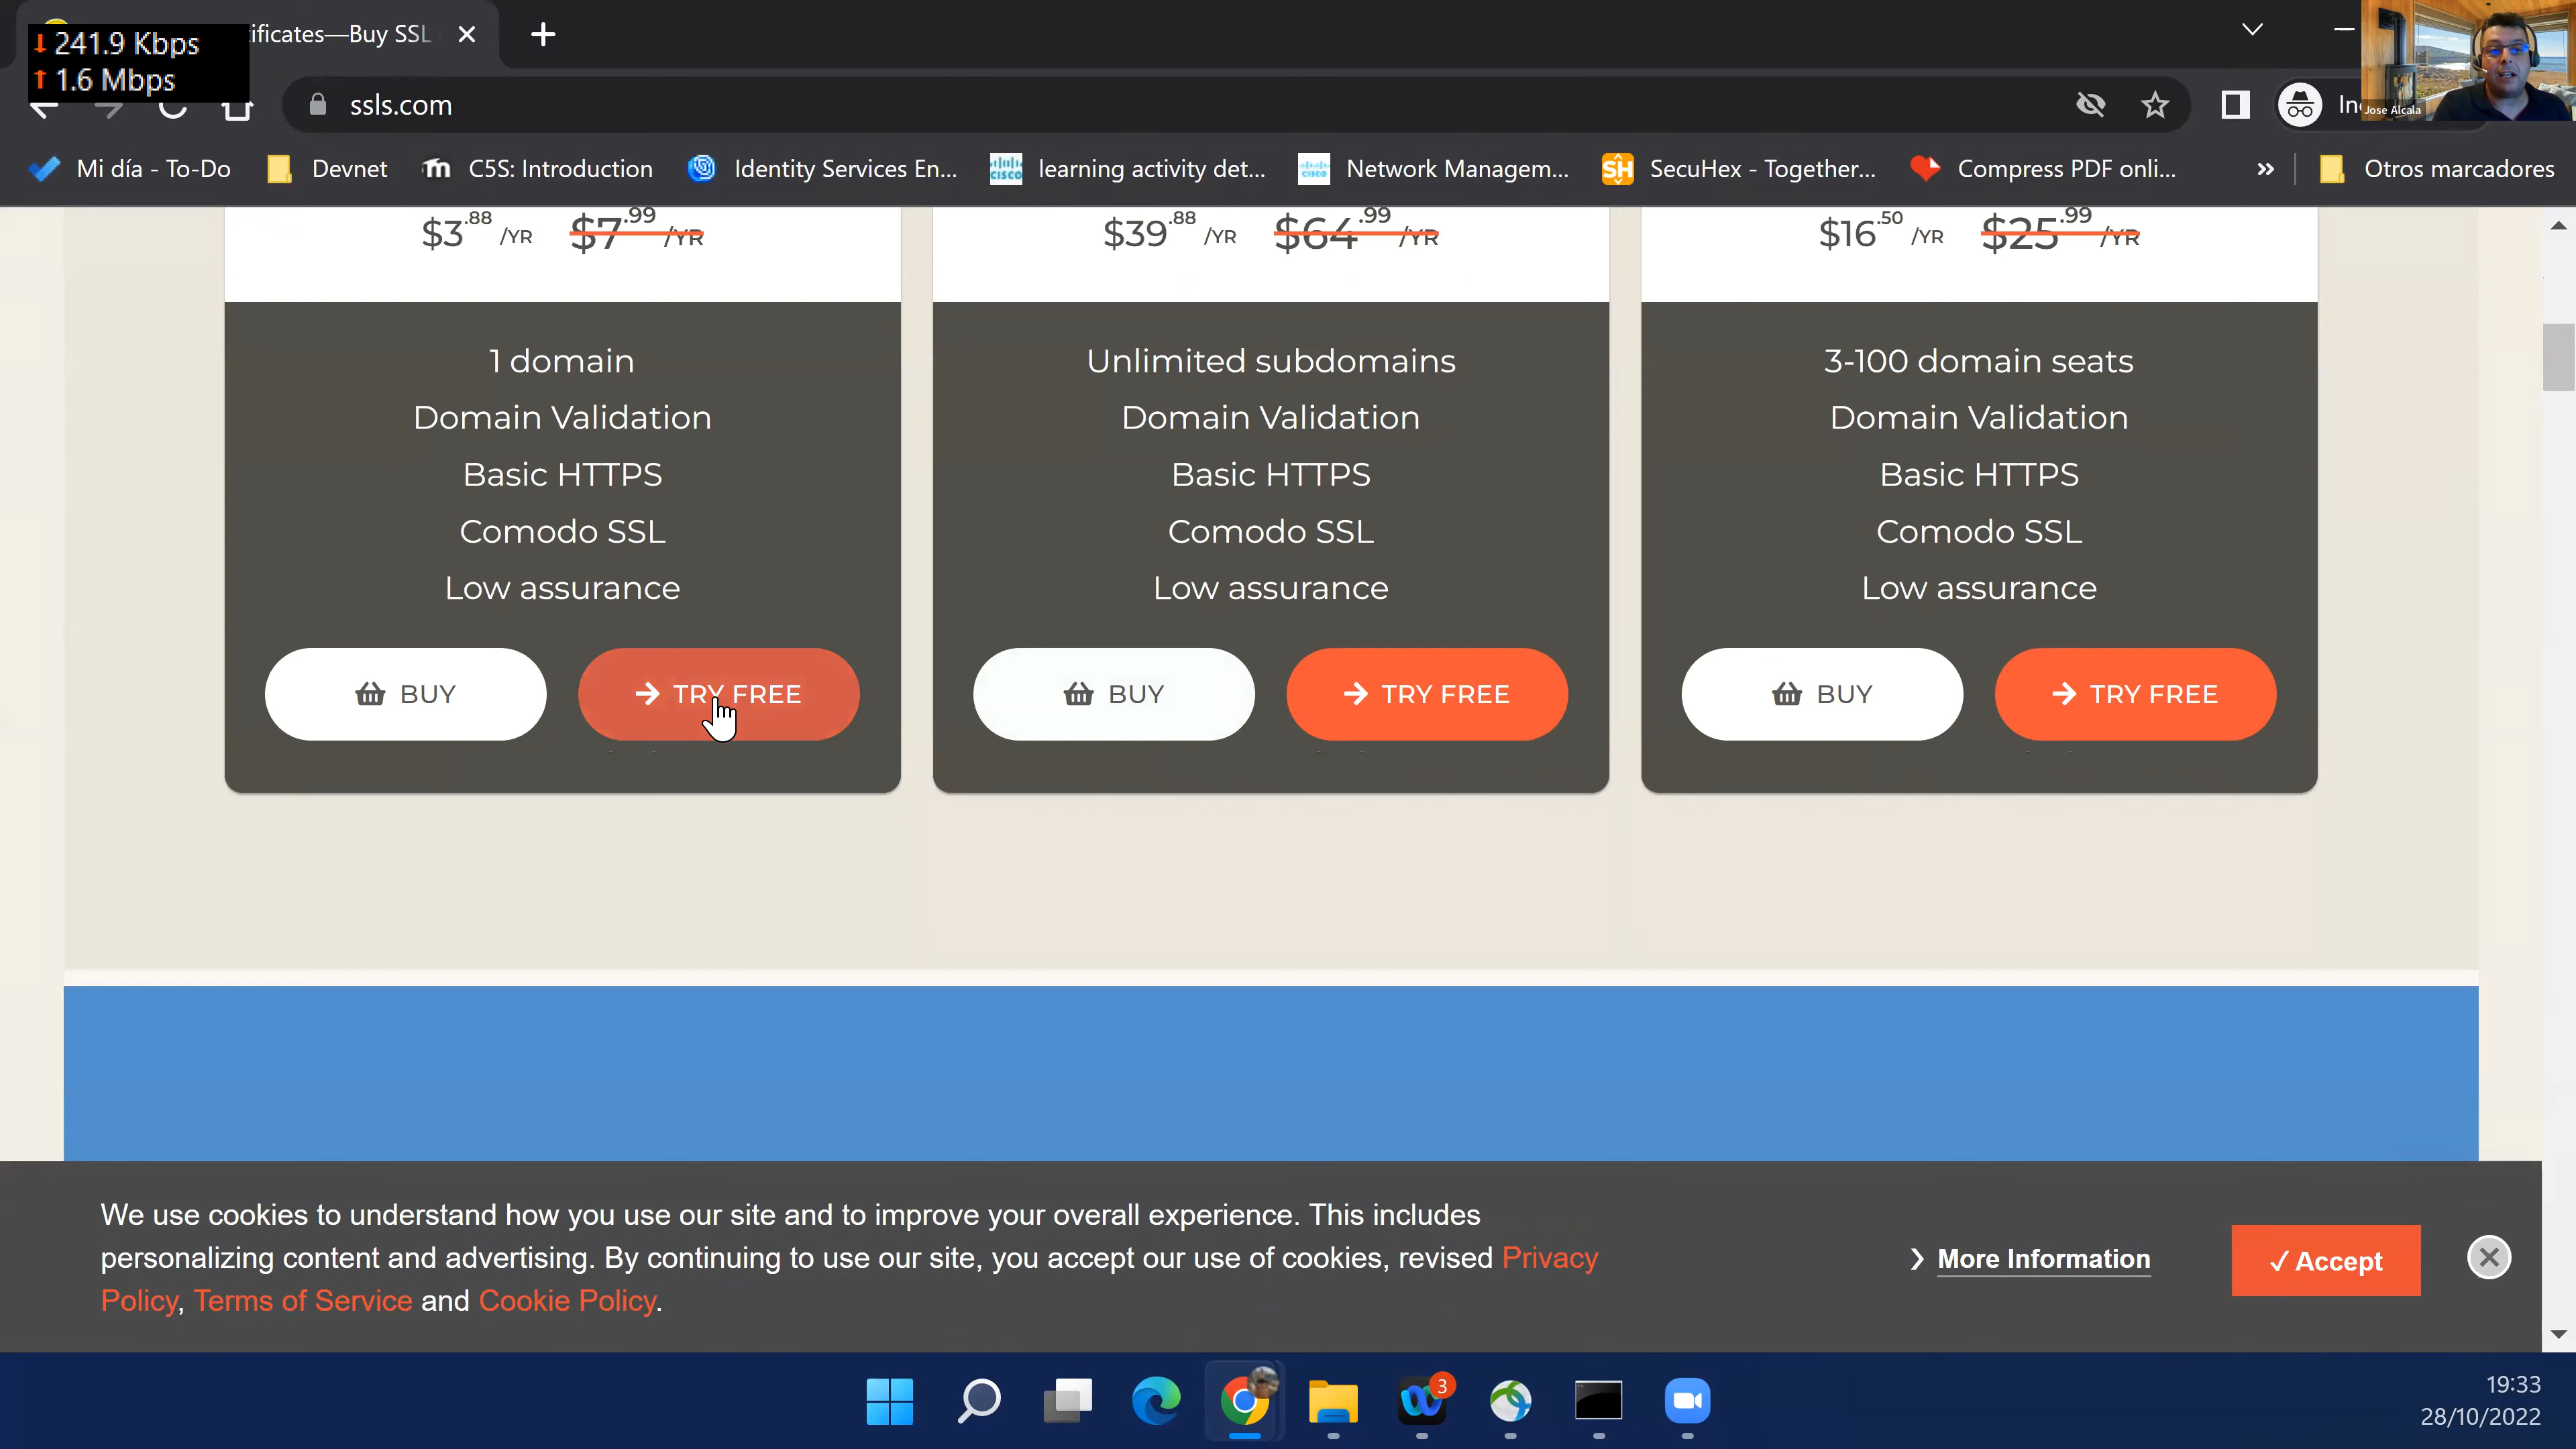 ↓ 241.9 Kbps
↑ 1.6 Mbps
ificates—Buy SSL
ssls.com
Jose Alcala
Mi día - To-Do
Devnet
C5S: Introduction
Identity Services En...
learning activity det...
Network Managem...
SecuHex - Together...
Compress PDF onli...
»
Otros marcadores
$3.88 /YR $7.99 /YR
$39.88 /YR $64.99 /YR
$16.50 /YR $25.99 /YR
1 domain
Domain Validation
Basic HTTPS
Comodo SSL
Low assurance
BUY
TRY FREE
Unlimited subdomains
Domain Validation
Basic HTTPS
Comodo SSL
Low assurance
BUY
TRY FREE
3-100 domain seats
Domain Validation
Basic HTTPS
Comodo SSL
Low assurance
BUY
TRY FREE
We use cookies to understand how you use our site and to improve your overall experience. This includes
personalizing content and advertising. By continuing to use our site, you accept our use of cookies, revised Privacy
Policy, Terms of Service and Cookie Policy.
More Information
✓ Accept
3
19:33
28/10/2022